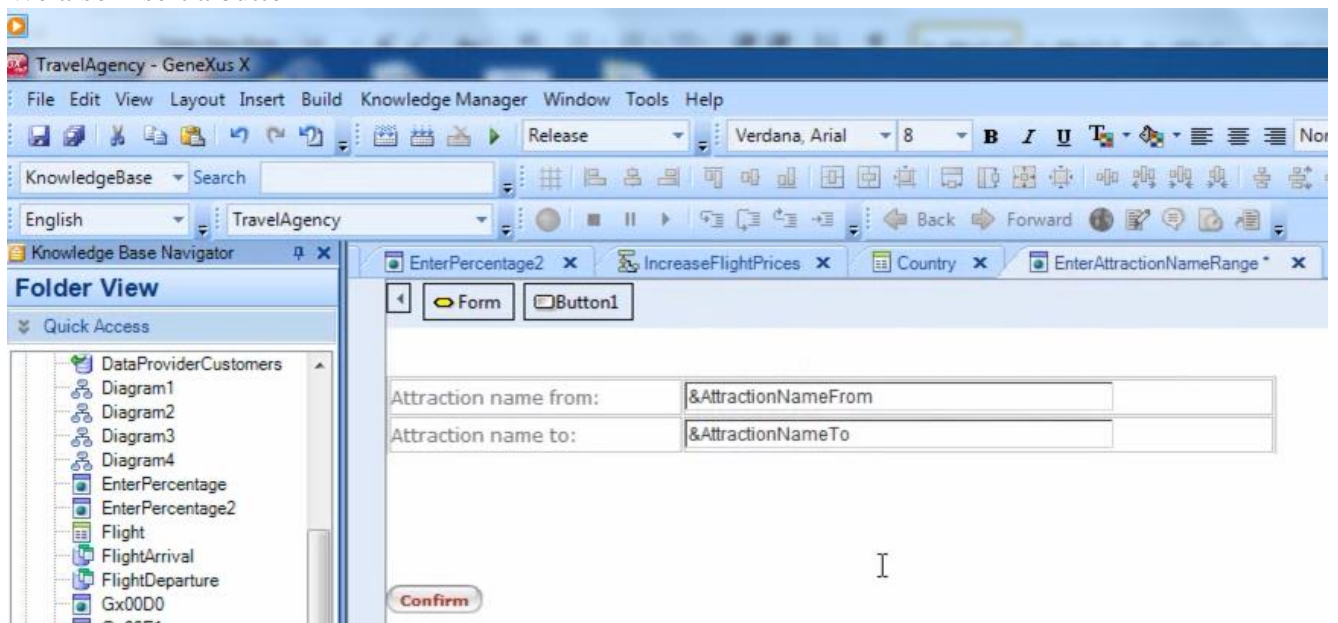 TravelAgency - GeneXus X
File Edit View Layout Insert Build Knowledge Manager Window Tools Help
Release Verdana, Arial 8 B I U Nor
KnowledgeBase Search
English TravelAgency Back Forward
Knowledge Base Navigator
EnterPercentage2 IncreaseFlightPrices Country EnterAttractionNameRange *
Folder View
Form Button1
Quick Access
DataProviderCustomers
Diagram1
Attraction name from: &AttractionNameFrom
Diagram2
Diagram3
Attraction name to: &AttractionNameTo
Diagram4
EnterPercentage
EnterPercentage2
Flight
FlightArrival
FlightDeparture
Gx00D0
Confirm